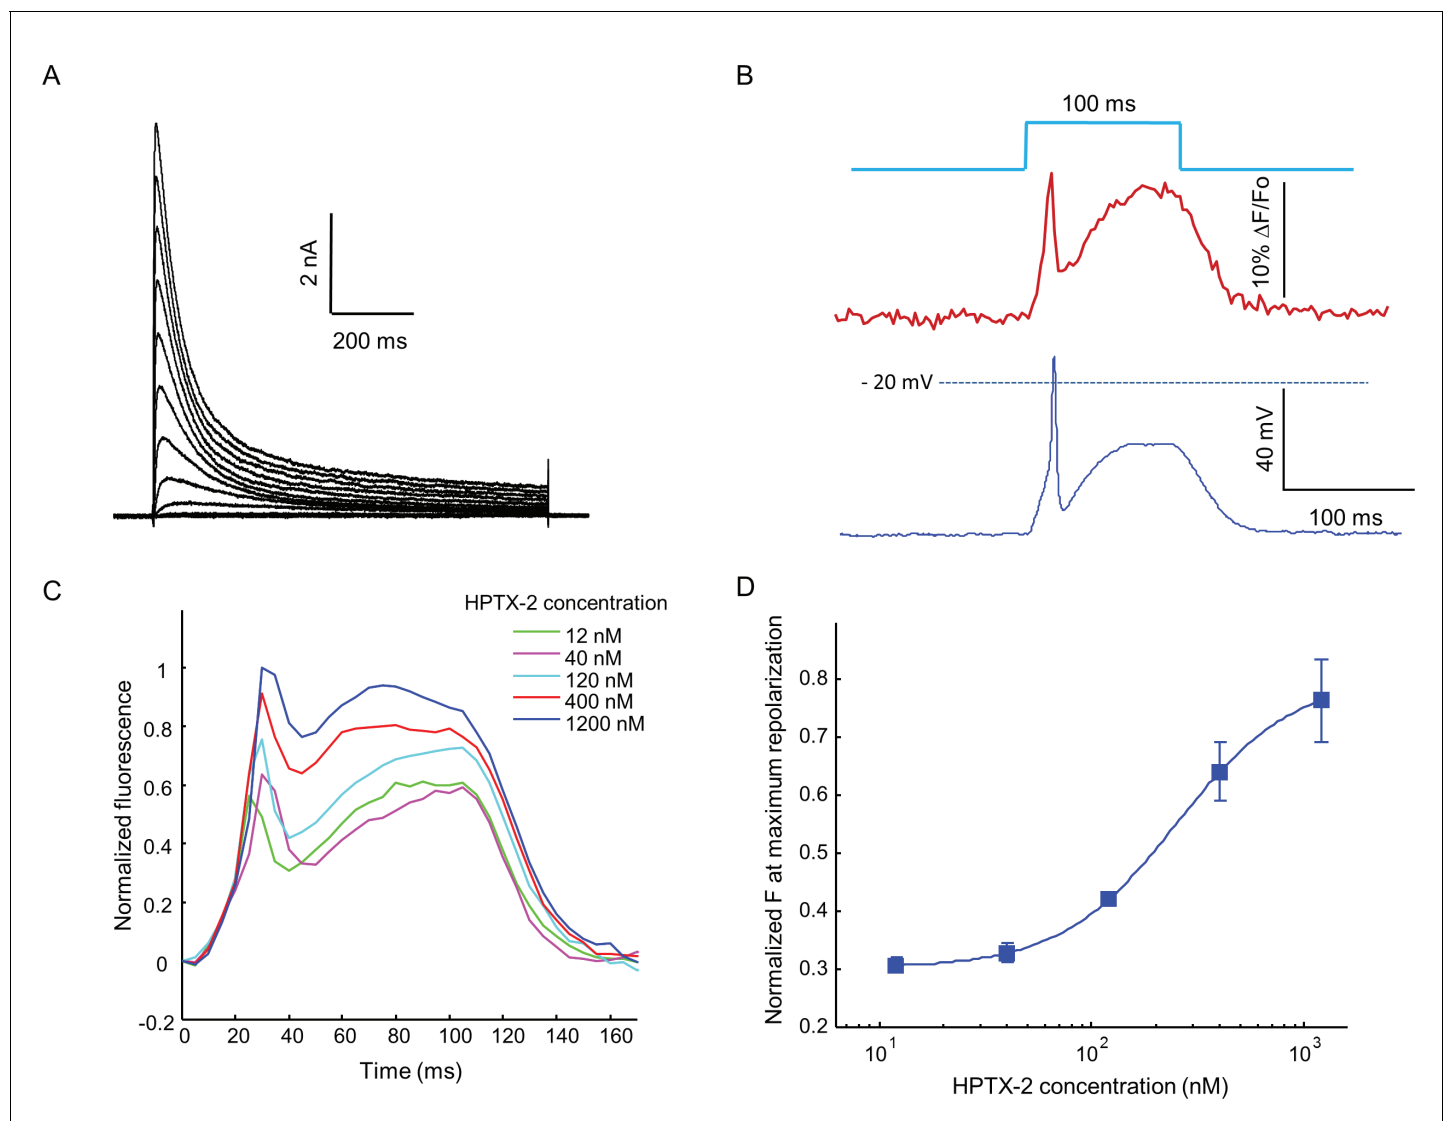 A
2 nA
200 ms
B
100 ms
10% ΔF/Fo
- 20 mV
40 mV
100 ms
C
HPTX-2 concentration
12 nM
40 nM
120 nM
400 nM
1200 nM
Normalized fluorescence
1
0.8
0.6
0.4
0.2
0
-0.2
0 20 40 60 80 100 120 140 160
Time (ms)
D
Normalized F at maximum repolarization
0.8
0.7
0.6
0.5
0.4
0.3
0.2
10¹ 10² 10³
HPTX-2 concentration (nM)